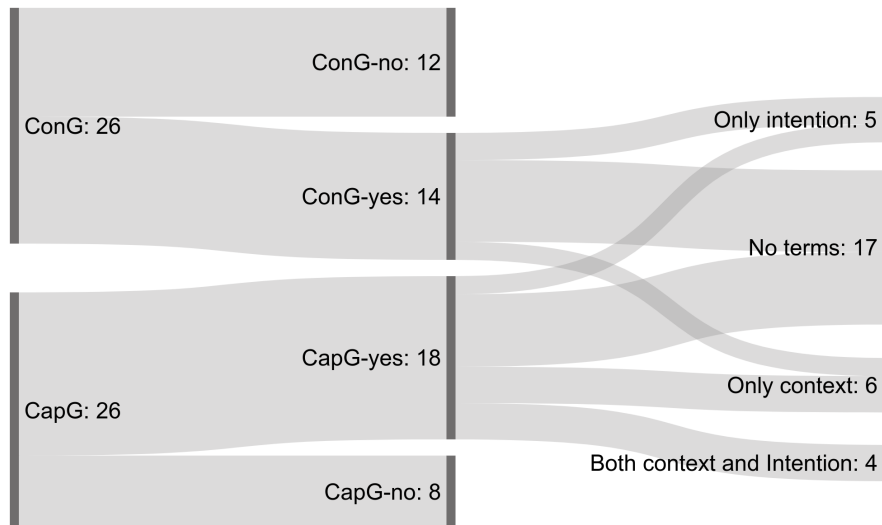 ConG: 26
CapG: 26
ConG-no: 12
ConG-yes: 14
CapG-yes: 18
CapG-no: 8
Only intention: 5
No terms: 17
Only context: 6
Both context and Intention: 4